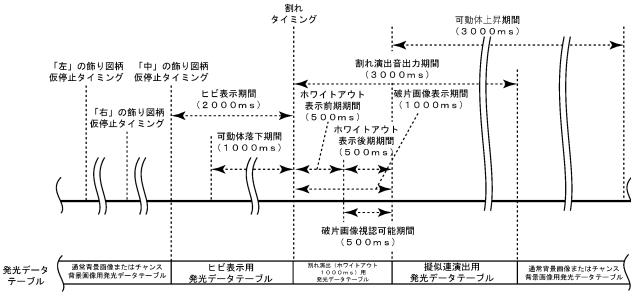 割れ
タイミング
可動体上昇期間
（3000ms）
「左」の飾り図柄
仮停止タイミング
「中」の飾り図柄
仮停止タイミング
割れ演出音出力期間
（3000ms）
「右」の飾り図柄
仮停止タイミング
ヒビ表示期間
（2000ms）
ホワイトアウト
表示前期期間
（500ms）
破片画像表示期間
（1000ms）
可動体落下期間
（1000ms）
ホワイトアウト
表示後期期間
（500ms）
破片画像視認可能期間
（500ms）
発光データ
テーブル
通常背景画像またはチャンス
背景画像用発光データテーブル
ヒビ表示用
発光データテーブル
割れ演出（ホワイトアウト
1000ms）用
発光データテーブル
擬似連演出用
発光データテーブル
通常背景画像またはチャンス
背景画像用発光データテーブル